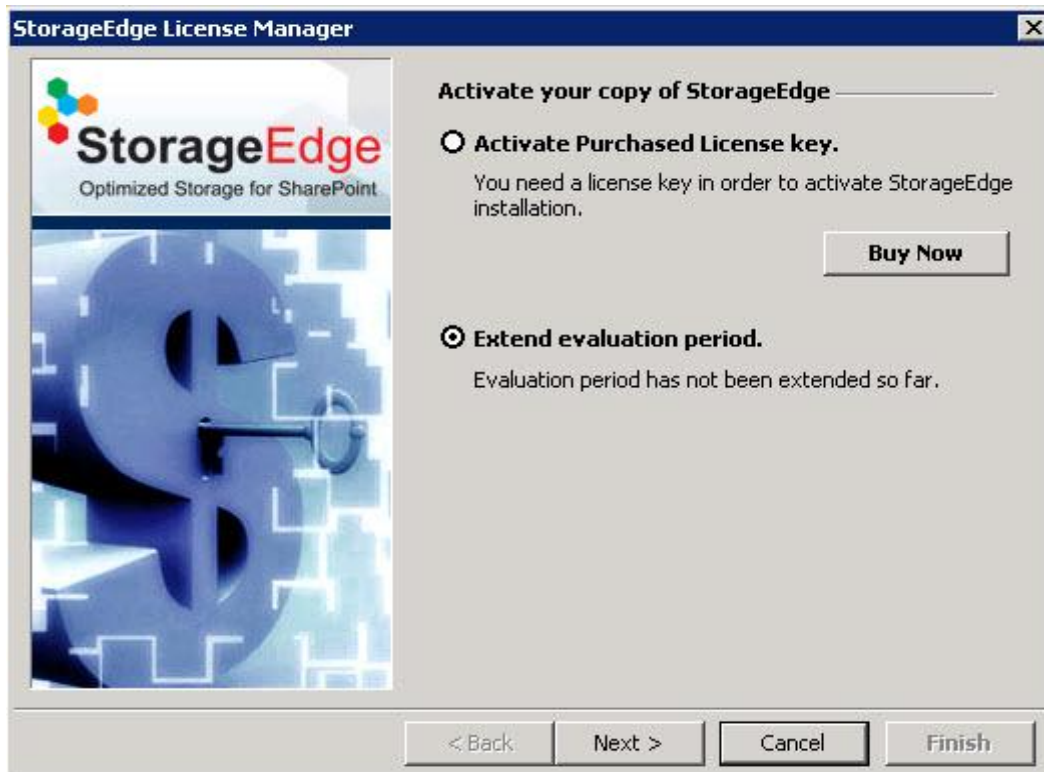 StorageEdge License Manager
StorageEdge
Optimized Storage for SharePoint
Activate your copy of StorageEdge
Activate Purchased License key.
You need a license key in order to activate StorageEdge
installation.
Buy Now
Extend evaluation period.
Evaluation period has not been extended so far.
< Back
Next >
Cancel
Finish